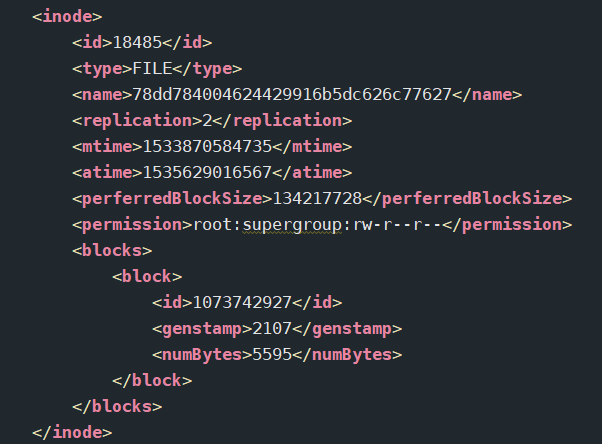 <inode>
<id>18485</id>
<type>FILE</type>
<name>78dd784004624429916b5dc626c77627</name>
<replication>2</replication>
<mtime>1533870584735</mtime>
<atime>1535629016567</atime>
<perferredBlockSize>134217728</perferredBlockSize>
<permission>root:supergroup:rw-r--r--</permission>
<blocks>
<block>
<id>1073742927</id>
<genstamp>2107</genstamp>
<numBytes>5595</numBytes>
</block>
</blocks>
</inode>